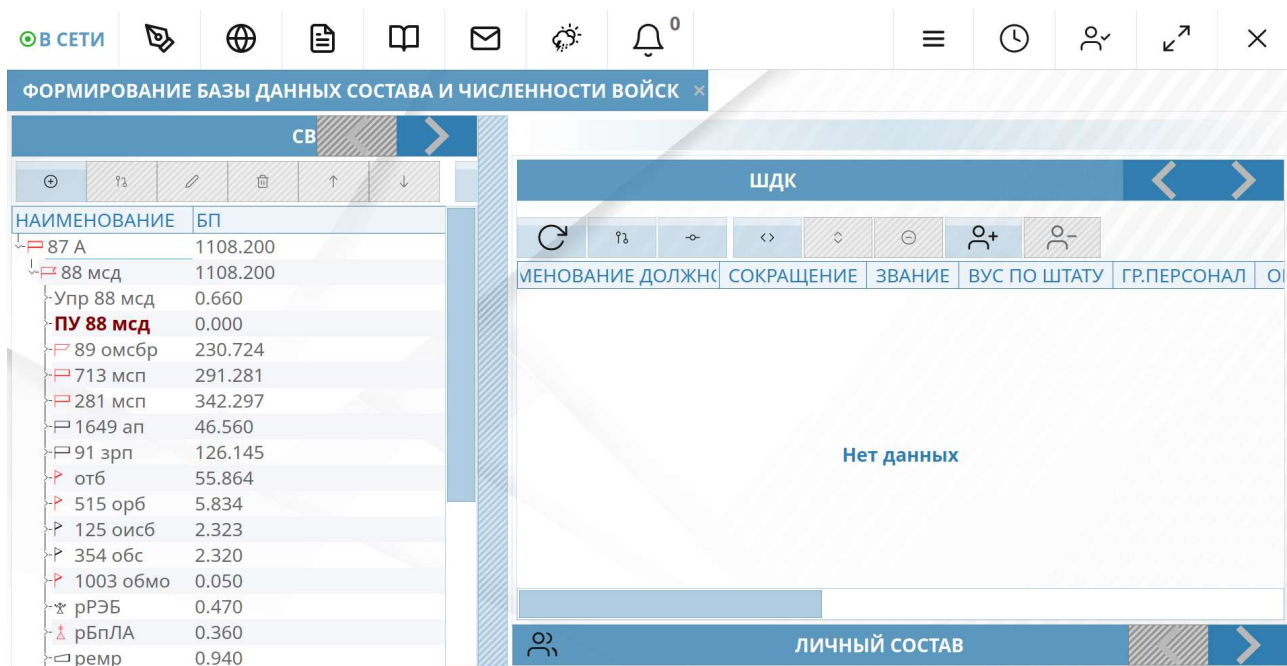 В СЕТИ 0
ФОРМИРОВАНИЕ БАЗЫ ДАННЫХ СОСТАВА И ЧИСЛЕННОСТИ ВОЙСК ×
СВ
НАИМЕНОВАНИЕ БП
87 А 1108.200
88 мсд 1108.200
Упр 88 мсд 0.660
ПУ 88 мсд 0.000
89 омсбр 230.724
713 мсп 291.281
281 мсп 342.297
1649 ап 46.560
91 зрп 126.145
отб 55.864
515 орб 5.834
125 оисб 2.323
354 обс 2.320
1003 обмо 0.050
рРЭБ 0.470
рБпЛА 0.360
ремр 0.940
ШДК
МЕНОВАНИЕ ДОЛЖНО СОКРАЩЕНИЕ ЗВАНИЕ ВУС ПО ШТАТУ ГР.ПЕРСОНАЛ
Нет данных
ЛИЧНЫЙ СОСТАВ